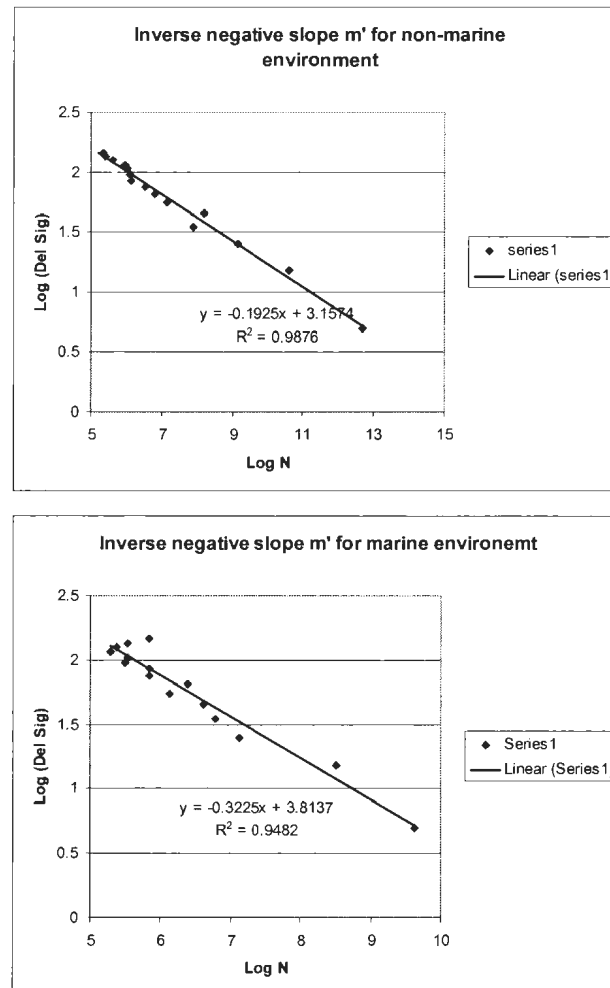 Inverse negative slope m' for non-marine
environment
2.5
2
1.5
1
0.5
0
Log (Del Sig)
y = -0.1925x + 3.1574
R² = 0.9876
5 7 9 11 13 15
Log N
series1
Linear (series1
Inverse negative slope m' for marine environemt
2.5
2
1.5
1
0.5
0
Log (Del Sig)
y = -0.3225x + 3.8137
R² = 0.9482
5 6 7 8 9 10
Log N
Series1
Linear (Series1